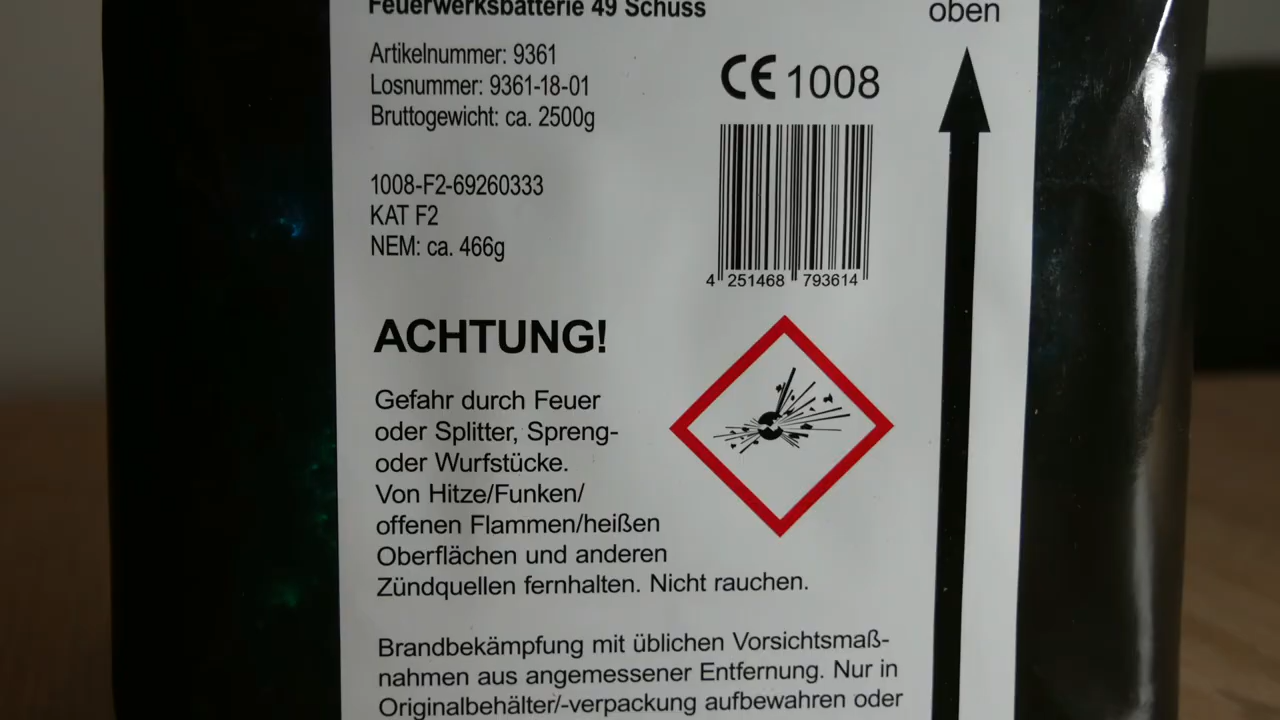 Feuerwerksbatterie 49 Schuss
oben
Artikelnummer: 9361
Losnummer: 9361-18-01
Bruttogewicht: ca. 2500g
CE 1008
1008-F2-69260333
KAT F2
NEM: ca. 466g
4 251468 793614
ACHTUNG!
Gefahr durch Feuer
oder Splitter, Spreng-
oder Wurfstücke.
Von Hitze/Funken/
offenen Flammen/heißen
Oberflächen und anderen
Zündquellen fernhalten. Nicht rauchen.
Brandbekämpfung mit üblichen Vorsichtsmaß-
nahmen aus angemessener Entfernung. Nur in
Originalbehälter/-verpackung aufbewahren oder